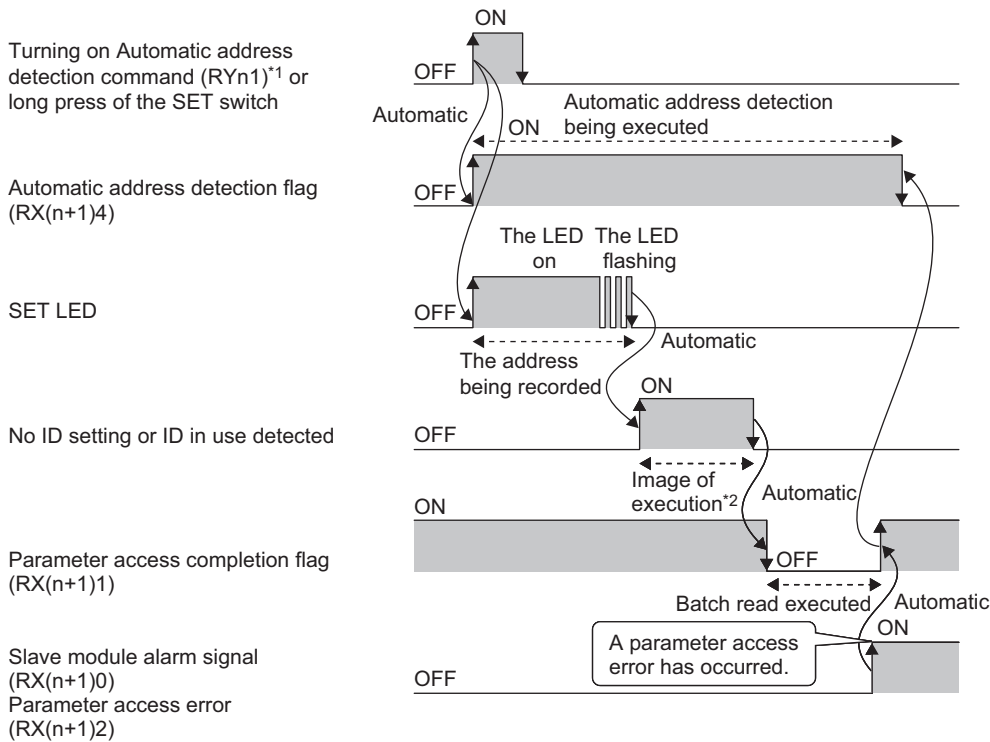 ON
Turning on Automatic address
detection command (RYn1)*1 or
long press of the SET switch
OFF
Automatic
Automatic address detection
being executed
ON
Automatic address detection flag
(RX(n+1)4)
OFF
The LED
on
The LED
flashing
SET LED
OFF
Automatic
The address
being recorded
ON
No ID setting or ID in use detected
OFF
Image of
execution*2
Automatic
ON
Parameter access completion flag
(RX(n+1)1)
OFF
Batch read executed
Automatic
A parameter access
error has occurred.
ON
Slave module alarm signal
(RX(n+1)0)
Parameter access error
(RX(n+1)2)
OFF